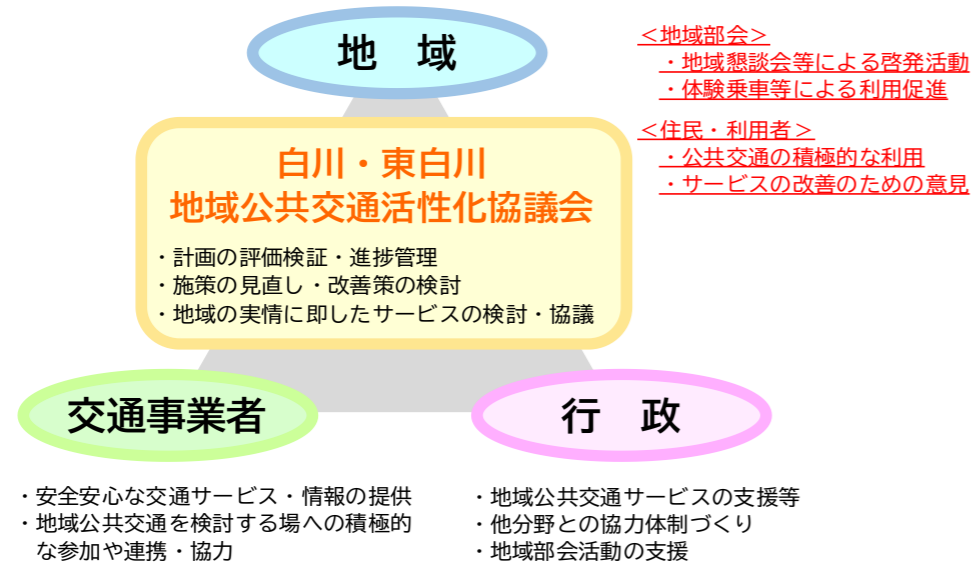 地　域
＜地域部会＞
・地域懇談会等による啓発活動
・体験乗車等による利用促進
＜住民・利用者＞
・公共交通の積極的な利用
・サービスの改善のための意見
白川・東白川
地域公共交通活性化協議会
・計画の評価検証・進捗管理
・施策の見直し・改善策の検討
・地域の実情に即したサービスの検討・協議
交通事業者
・安全安心な交通サービス・情報の提供
・地域公共交通を検討する場への積極的
な参加や連携・協力
行　政
・地域公共交通サービスの支援等
・他分野との協力体制づくり
・地域部会活動の支援